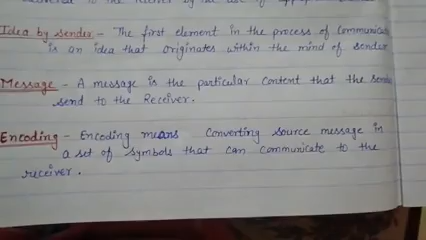 Idea by sender:- The first element in the process of Communicat
is an idea that originates within the mind of sender
Message - A message is the particular Content that the sende
send to the Receiver.
Encoding - Encoding means Converting source message in
a set of symbols that can Communicate to the
receiver.